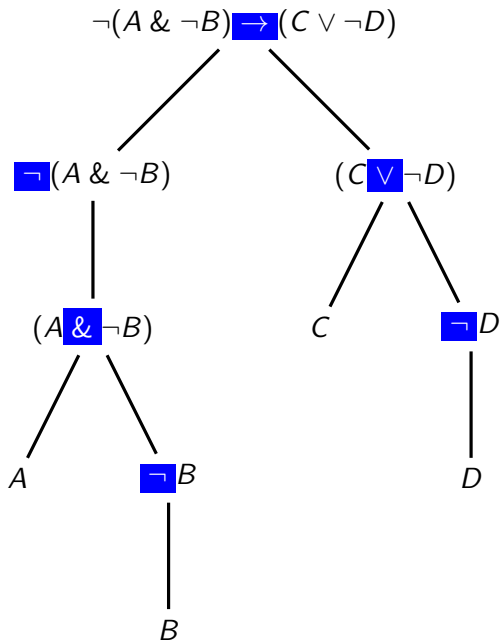 ¬(A & ¬B) → (C ∨ ¬D)
¬(A & ¬B) (C ∨ ¬D)
(A & ¬B) C ¬D
A ¬B D
B